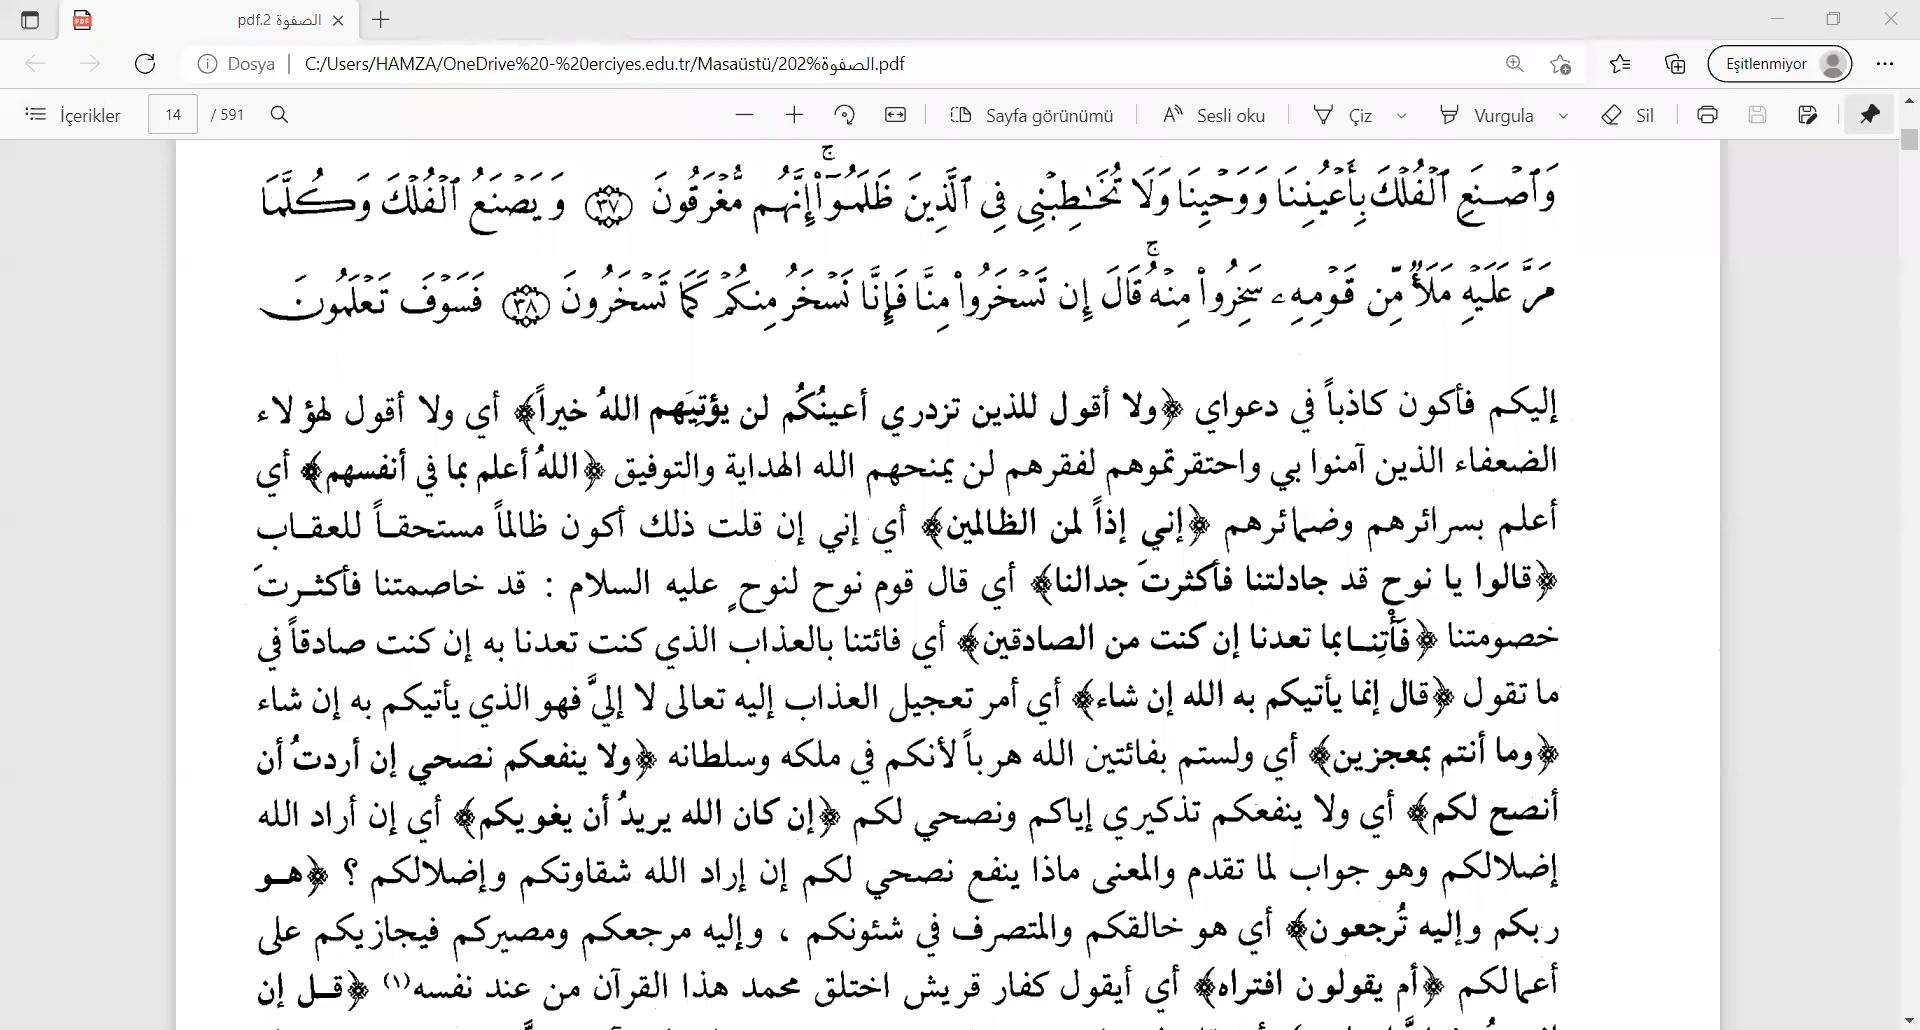 الصفوة 2.pdf
Dosya
C:/Users/HAMZA/OneDrive%20-%20erciyes.edu.tr/Masaüstü/202%الصفوة.pdf
Eşitlenmiyor
İçerikler 14 / 591 Sayfa görünümü Sesli oku Çiz Vurgula Sil
وَٱصۡنَعِ ٱلۡفُلۡكَ بِأَعۡيُنِنَا وَوَحۡيِنَا وَلَا تُخَٰطِبۡنِي فِي ٱلَّذِينَ ظَلَمُوٓاْۚ إِنَّهُم مُّغۡرَقُونَ ﴿٣٧﴾ وَيَصۡنَعُ ٱلۡفُلۡكَ وَكُلَّمَا
مَرَّ عَلَيۡهِ مَلَأٞ مِّن قَوۡمِهِۦ سَخِرُواْ مِنۡهُۚ قَالَ إِن تَسۡخَرُواْ مِنَّا فَإِنَّا نَسۡخَرُ مِنكُمۡ كَمَا تَسۡخَرُونَ ﴿٣٨﴾ فَسَوۡفَ تَعۡلَمُونَ
إليكم فأكون كاذباً في دعواي ﴿ولا أقول للذين تزدري أعينُكُم لن يؤتِيَهم اللهُ خيراً﴾ أي ولا أقول لهؤلاء
الضعفاء الذين آمنوا بي واحتقرتموهم لفقرهم لن يمنحهم الله الهداية والتوفيق ﴿اللهُ أعلم بما في أنفسهم﴾ أي
أعلم بسرائرهم وضمائرهم ﴿إني إذاً لمن الظالمين﴾ أي إني إن قلت ذلك أكون ظالماً مستحقاً للعقاب
﴿قالوا يا نوح قد جادلتنا فأكثرتَ جدالنا﴾ أي قال قوم نوح لنوحٍ عليه السلام : قد خاصمتنا فأكثرتَ
خصومتنا ﴿فَأْتِنا بما تعدنا إن كنت من الصادقين﴾ أي فائتنا بالعذاب الذي كنت تعدنا به إن كنت صادقاً في
ما تقول ﴿قال إنما يأتيكم به الله إن شاء﴾ أي أمر تعجيل العذاب إليه تعالى لا إليَّ فهو الذي يأتيكم به إن شاء
﴿وما أنتم بمعجزين﴾ أي ولستم بفائتين الله هرباً لأنكم في ملكه وسلطانه ﴿ولا ينفعكم نصحي إن أردتُ أن
أنصح لكم﴾ أي ولا ينفعكم تذكيري إياكم ونصحي لكم ﴿إن كان الله يريدُ أن يغويكم﴾ أي إن أراد الله
إضلالكم وهو جواب لما تقدم والمعنى ماذا ينفع نصحي لكم إن إراد الله شقاوتكم وإضلالكم ؟ ﴿هو
ربكم وإليه تُرجعون﴾ أي هو خالقكم والمتصرف في شئونكم ، وإليه مرجعكم ومصيركم فيجازيكم على
أعمالكم ﴿أم يقولون افتراه﴾ أي أيقول كفار قريش اختلق محمد هذا القرآن من عند نفسه(١) ﴿قل إن